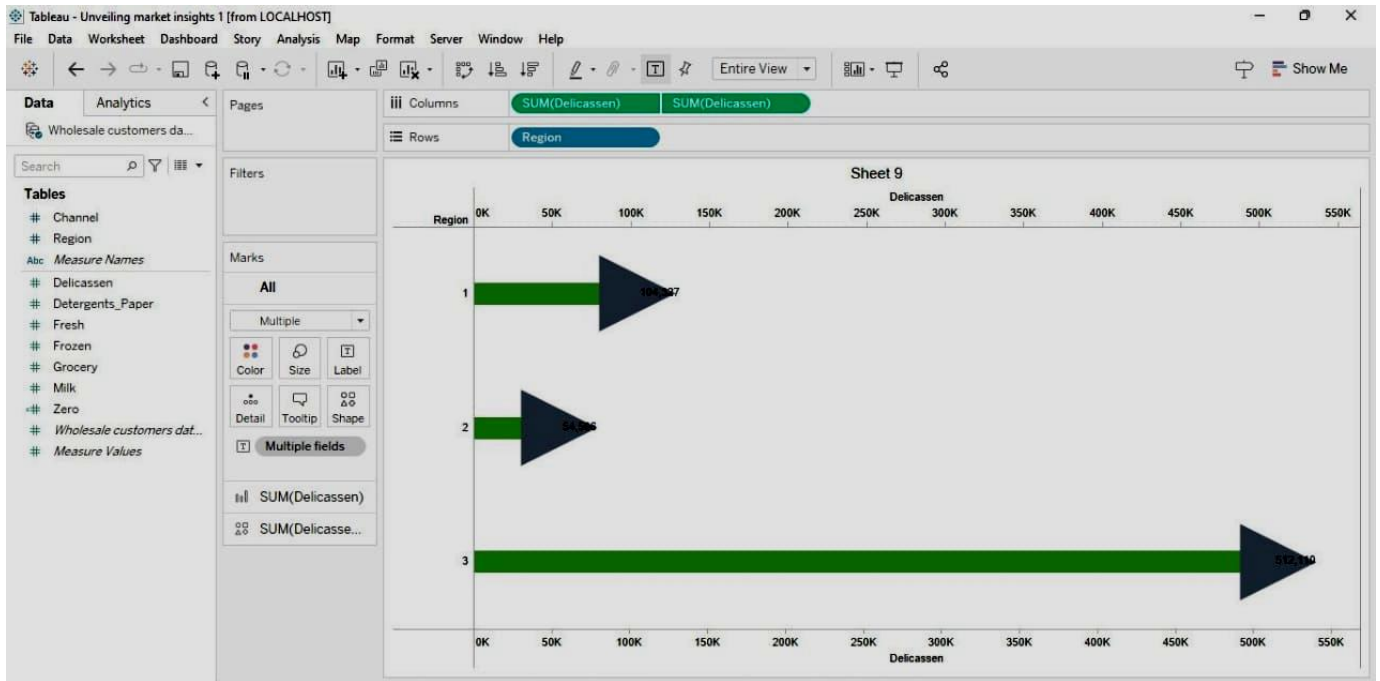 Tableau - Unveiling market insights 1 [from LOCALHOST]
File Data Worksheet Dashboard Story Analysis Map Format Server Window Help
Entire View
Show Me
Data Analytics
Wholesale customers da...
Search
Tables
# Channel
# Region
Abc Measure Names
# Delicassen
# Detergents_Paper
# Fresh
# Frozen
# Grocery
# Milk
=# Zero
# Wholesale customers dat...
# Measure Values
Pages
Filters
Marks
All
Multiple
Color Size Label
Detail Tooltip Shape
Multiple fields
SUM(Delicassen)
SUM(Delicasse...
Columns SUM(Delicassen) SUM(Delicassen)
Rows Region
Sheet 9
Delicassen
Region 0K 50K 100K 150K 200K 250K 300K 350K 400K 450K 500K 550K
1
2
3 512,110
0K 50K 100K 150K 200K 250K 300K 350K 400K 450K 500K 550K
Delicassen